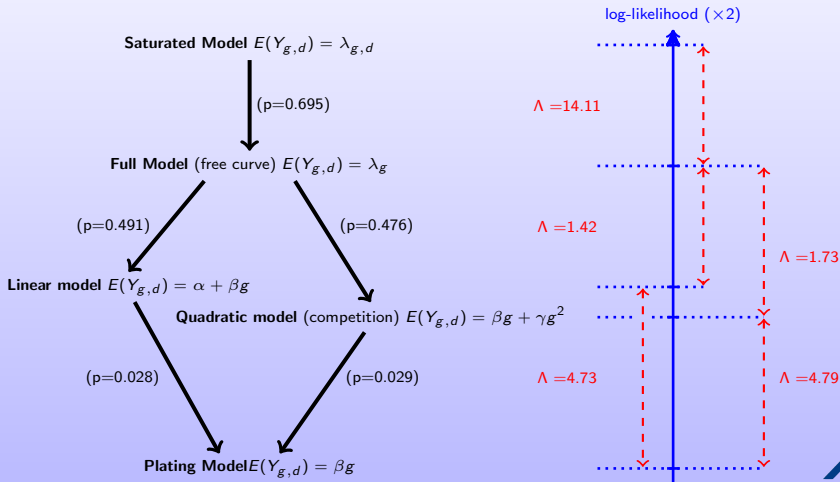 log-likelihood (×2)
Saturated Model E(Y_{g,d}) = λ_{g,d}
(p=0.695)
Λ =14.11
Full Model (free curve) E(Y_{g,d}) = λ_g
(p=0.491)
(p=0.476)
Λ =1.42
Λ =1.73
Linear model E(Y_{g,d}) = α + βg
Quadratic model (competition) E(Y_{g,d}) = βg + γg²
(p=0.028)
(p=0.029)
Λ =4.73
Λ =4.79
Plating ModelE(Y_{g,d}) = βg